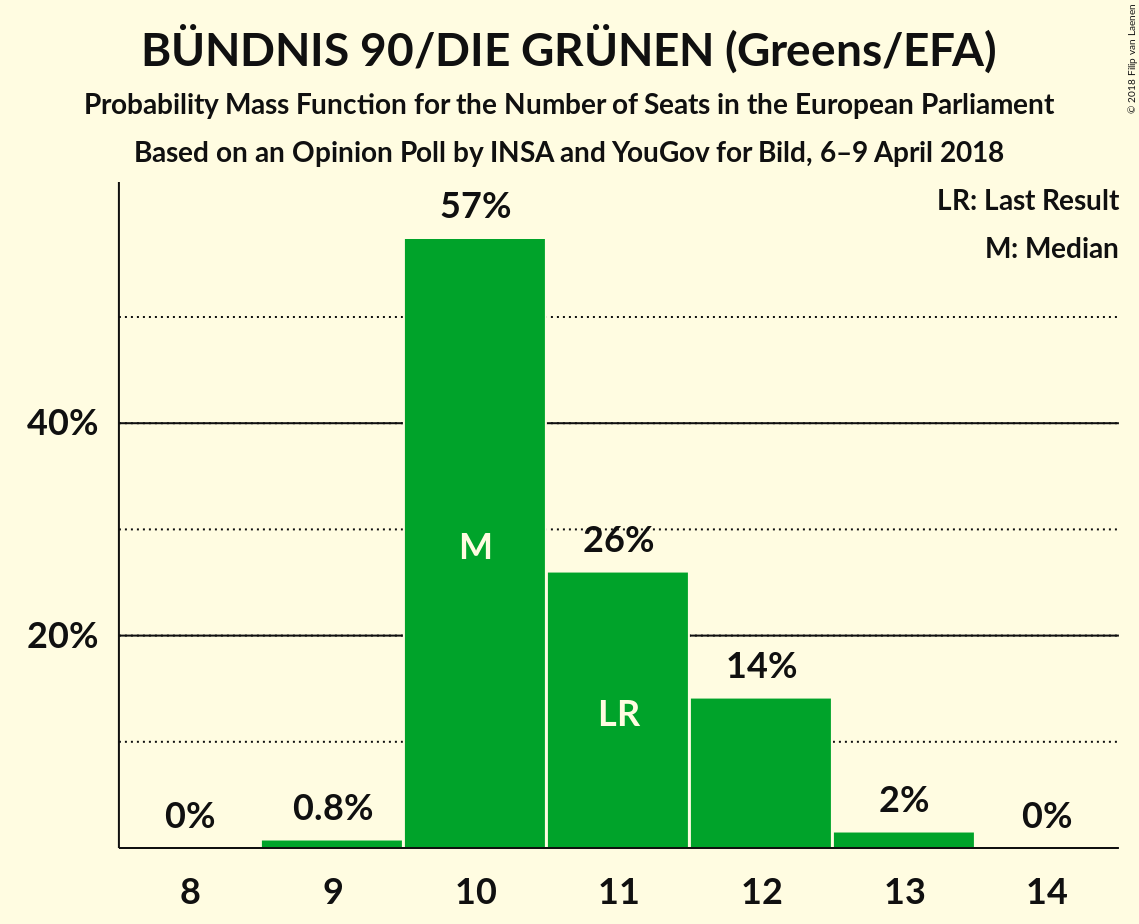 BÜNDNIS 90/DIE GRÜNEN (Greens/EFA)
Probability Mass Function for the Number of Seats in the European Parliament
Based on an Opinion Poll by INSA and YouGov for Bild, 6–9 April 2018
© 2018 Filip van Laenen
LR: Last Result
M: Median
57%
40%
M
26%
20%
14%
LR
0%
0.8%
2%
0%
8
9
10
11
12
13
14